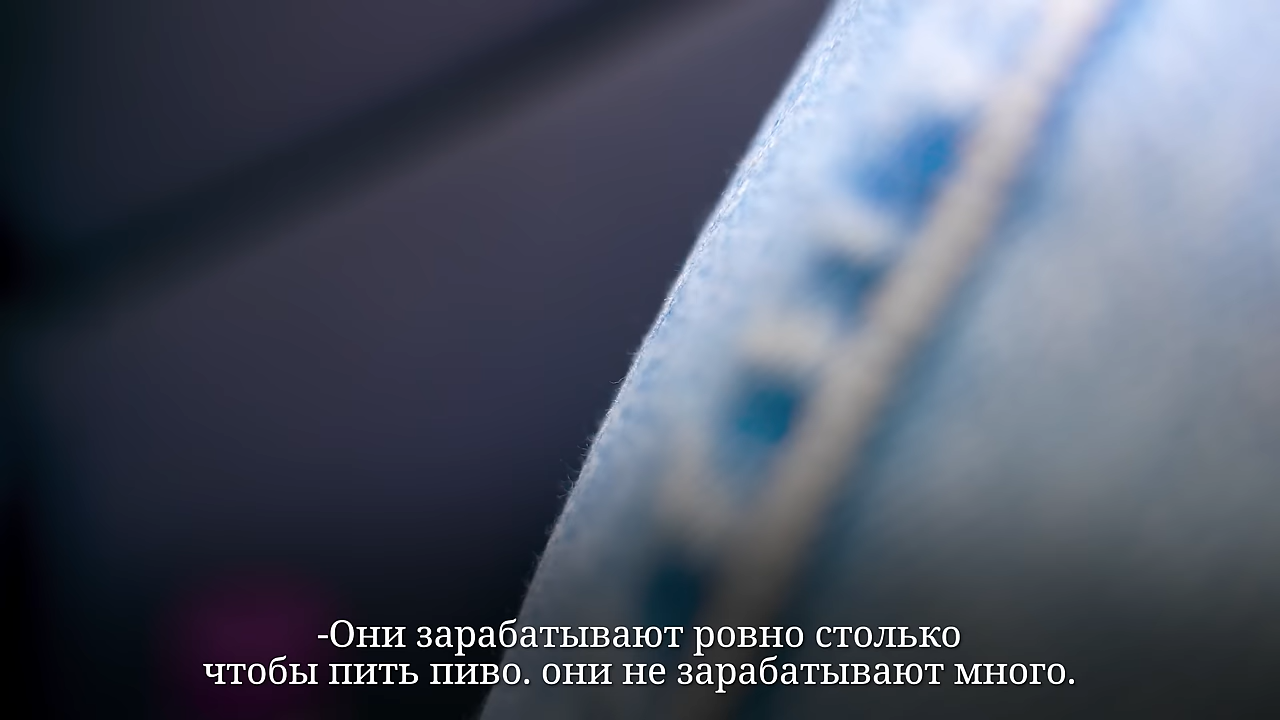 -Они зарабатывают ровно столько
чтобы пить пиво. они не зарабатывают много.